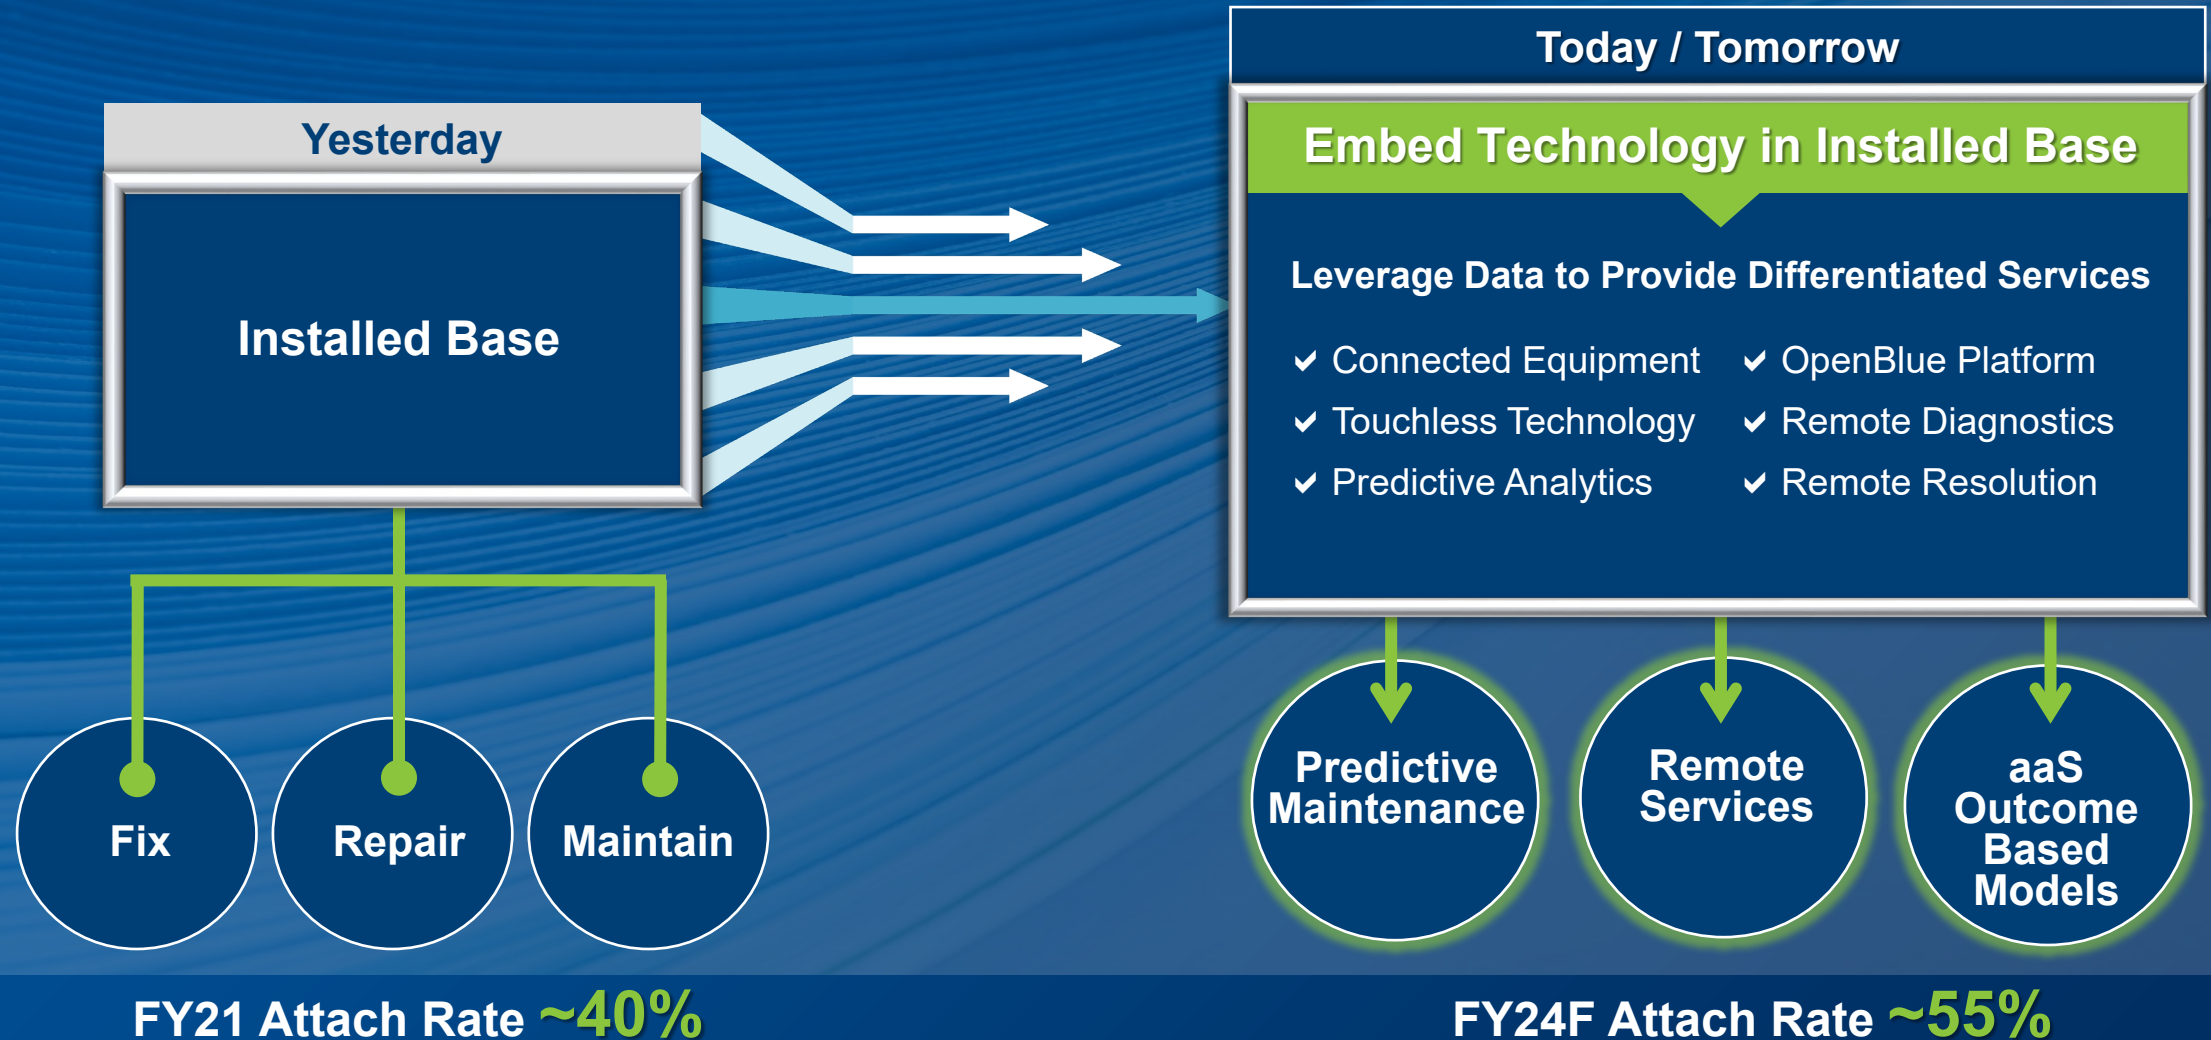 Yesterday
Installed Base
Fix
Repair
Maintain
FY21 Attach Rate ~40%
Today / Tomorrow
Embed Technology in Installed Base
Leverage Data to Provide Differentiated Services
Connected Equipment
Touchless Technology
Predictive Analytics
OpenBlue Platform
Remote Diagnostics
Remote Resolution
Predictive
Maintenance
Remote
Services
aaS
Outcome
Based
Models
FY24F Attach Rate ~55%